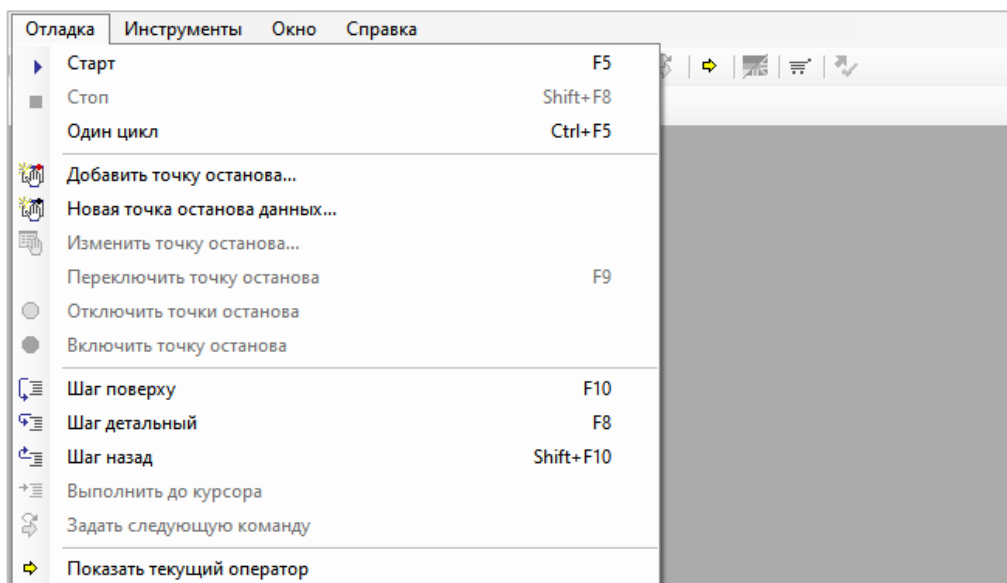 Отладка Инструменты Окно Справка
Старт F5
Стоп Shift+F8
Один цикл Ctrl+F5
Добавить точку останова...
Новая точка останова данных...
Изменить точку останова...
Переключить точку останова F9
Отключить точки останова
Включить точку останова
Шаг поверху F10
Шаг детальный F8
Шаг назад Shift+F10
Выполнить до курсора
Задать следующую команду
Показать текущий оператор